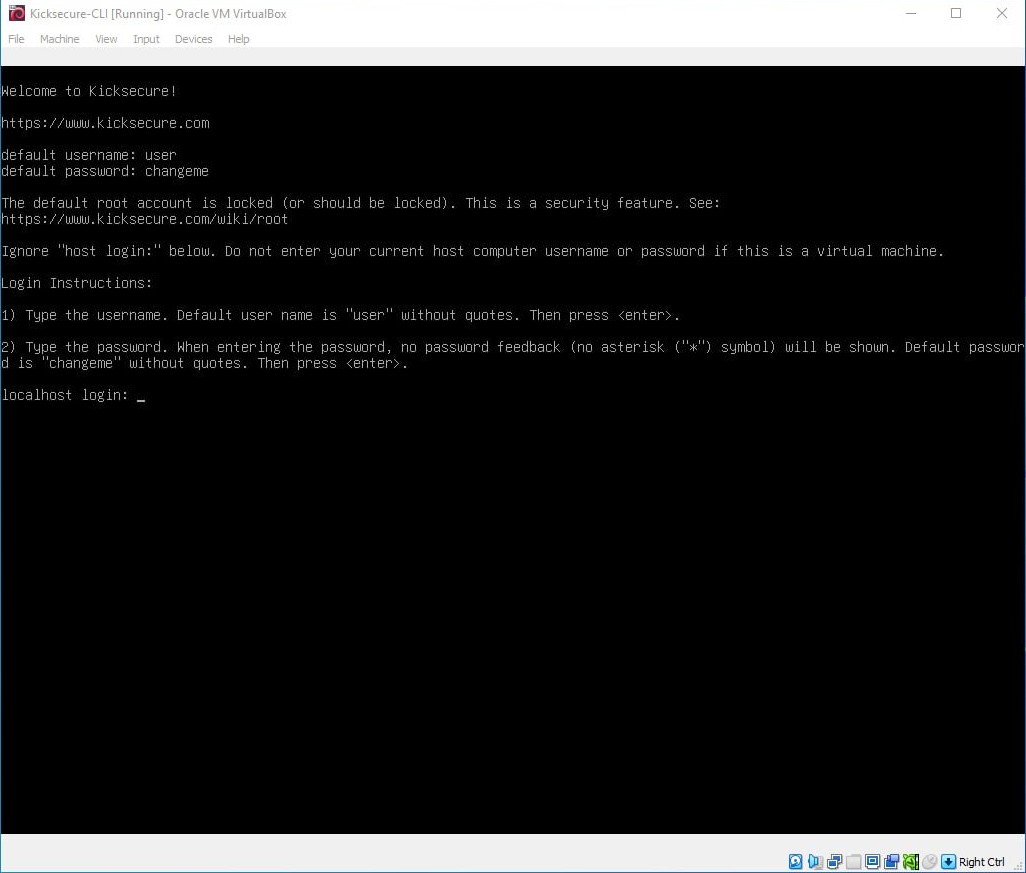 Kicksecure-CLI [Running] - Oracle VM VirtualBox
File Machine View Input Devices Help
Welcome to Kicksecure!
https://www.kicksecure.com
default username: user
default password: changeme
The default root account is locked (or should be locked). This is a security feature. See:
https://www.kicksecure.com/wiki/root
Ignore "host login:" below. Do not enter your current host computer username or password if this is a virtual machine.
Login Instructions:
1) Type the username. Default user name is "user" without quotes. Then press <enter>.
2) Type the password. When entering the password, no password feedback (no asterisk ("*") symbol) will be shown. Default passwor
d is "changeme" without quotes. Then press <enter>.
localhost login: _
Right Ctrl